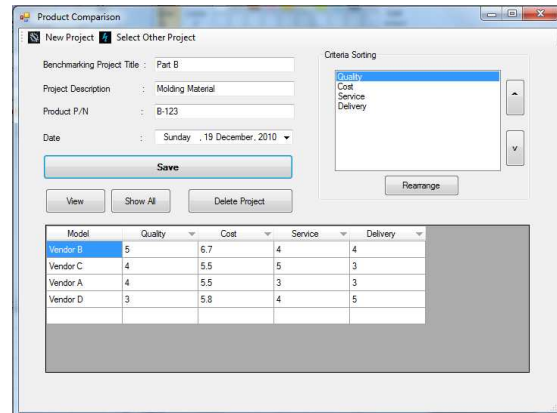 Product Comparison
New Project Select Other Project
Benchmarking Project Title : Part B
Project Description : Molding Material
Product P/N : B-123
Date : Sunday , 19 December, 2010
Save
View Show All Delete Project
Criteria Sorting
Quality
Cost
Service
Delivery
^
v
Rearrange
Model Quality Cost Service Delivery
Vendor B 5 6.7 4 4
Vendor C 4 5.5 5 3
Vendor A 4 5.5 3 3
Vendor D 3 5.8 4 5